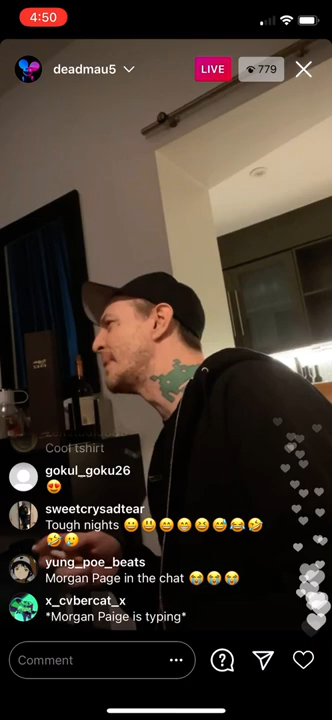 4:50
deadmau5
LIVE
779
Cool tshirt
gokul_goku26
😍
sweetcrysadtear
Tough nights 😀😃😄😁😆😅😂🤣
🤣🥲
yung_poe_beats
Morgan Page in the chat 😭😭😭
x_cvbercat_x
*Morgan Paige is typing*
Comment